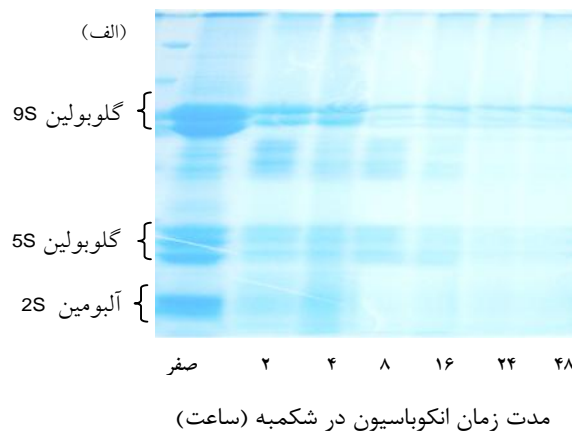 (الف)
گلوبولین 9S
گلوبولین 5S
آلبومین 2S
صفر ۲ ۴ ۸ ۱۶ ۲۴ ۴۸
مدت زمان انکوباسیون در شکمبه (ساعت)